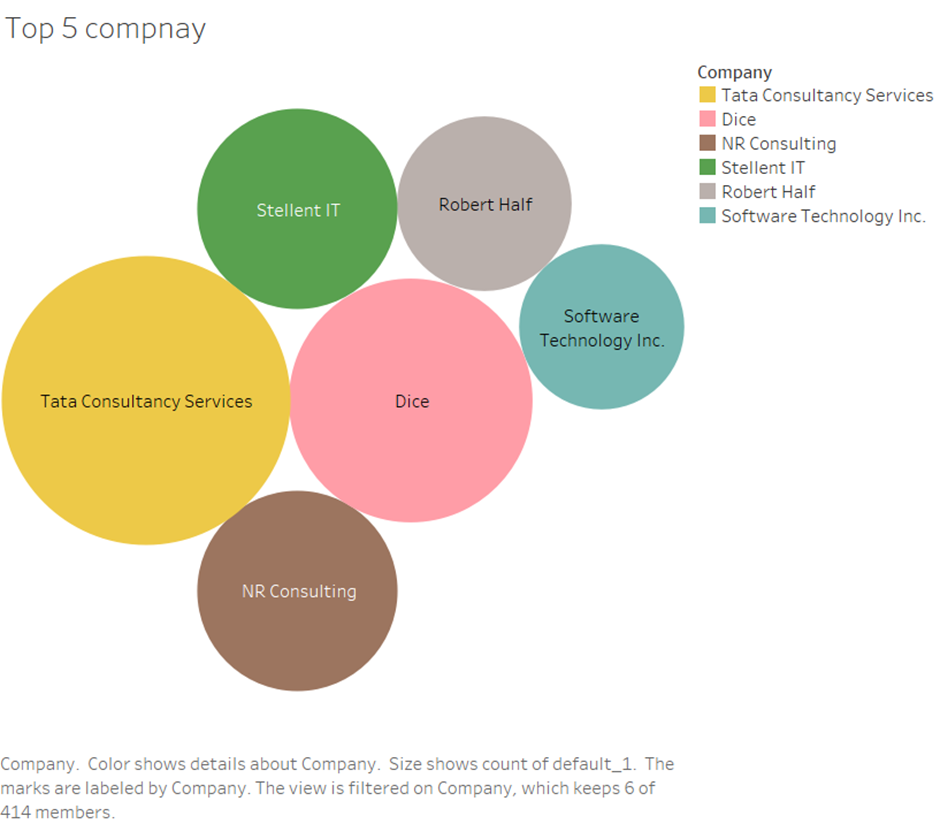 Top 5 compnay
Company
Tata Consultancy Services
Dice
NR Consulting
Stellent IT
Robert Half
Software Technology Inc.
Stellent IT
Robert Half
Software
Technology Inc.
Tata Consultancy Services
Dice
NR Consulting
Company.  Color shows details about Company.  Size shows count of default_1.  The
marks are labeled by Company. The view is filtered on Company, which keeps 6 of
414 members.